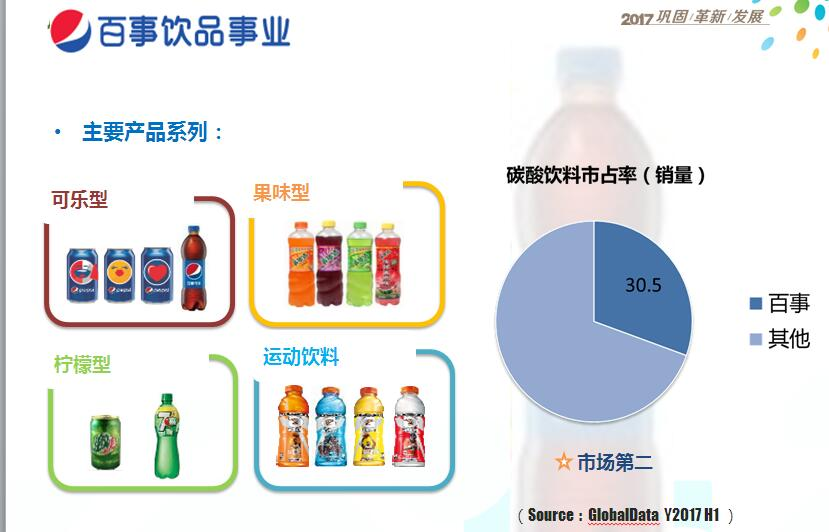 百事饮品事业
2017 巩固/革新/发展
• 主要产品系列：
可乐型
果味型
柠檬型
运动饮料
7up
碳酸饮料市占率（销量）
30.5
百事
其他
☆市场第二
（Source：GlobalData Y2017 H1 ）